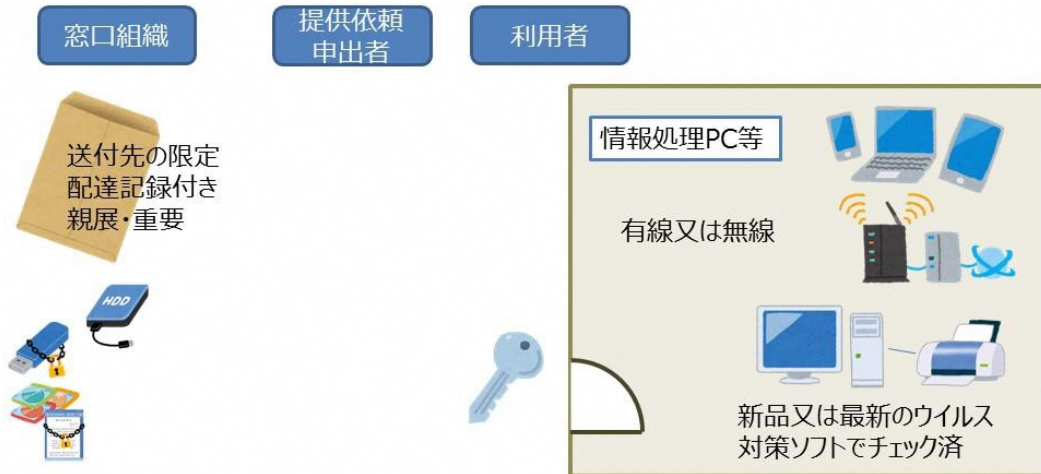 窓口組織
提供依頼
申出者
利用者
送付先の限定
配達記録付き
親展・重要
HDD
情報処理PC等
有線又は無線
新品又は最新のウイルス
対策ソフトでチェック済